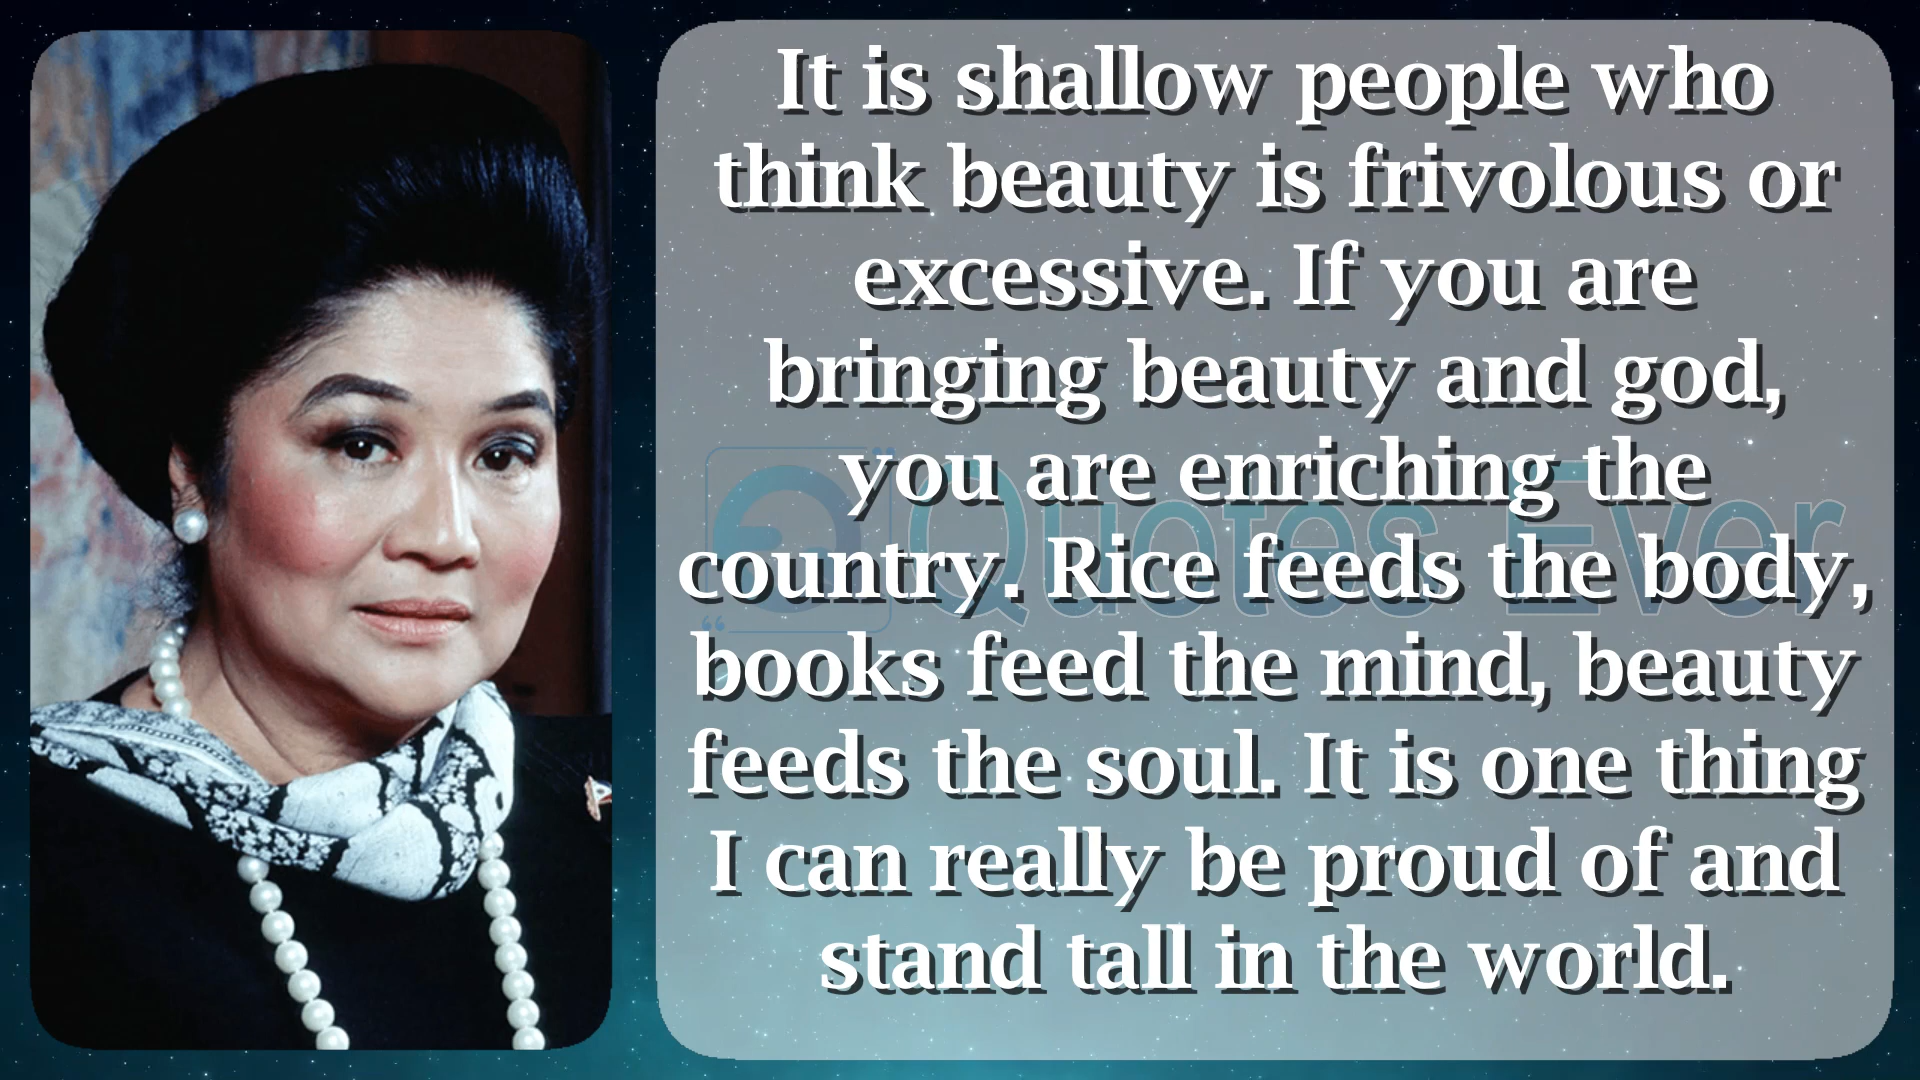 It is shallow people who
think beauty is frivolous or
excessive. If you are
bringing beauty and god,
you are enriching the
country. Rice feeds the body,
books feed the mind, beauty
feeds the soul. It is one thing
I can really be proud of and
stand tall in the world.
Quotes Ever